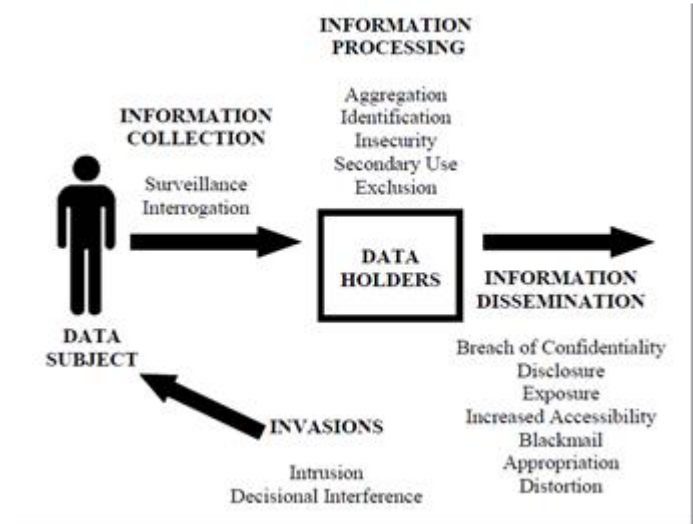 INFORMATION
PROCESSING
Aggregation
Identification
Insecurity
Secondary Use
Exclusion
INFORMATION
COLLECTION
Surveillance
Interrogation
DATA
HOLDERS
INFORMATION
DISSEMINATION
Breach of Confidentiality
Disclosure
Exposure
Increased Accessibility
Blackmail
Appropriation
Distortion
DATA
SUBJECT
INVASIONS
Intrusion
Decisional Interference